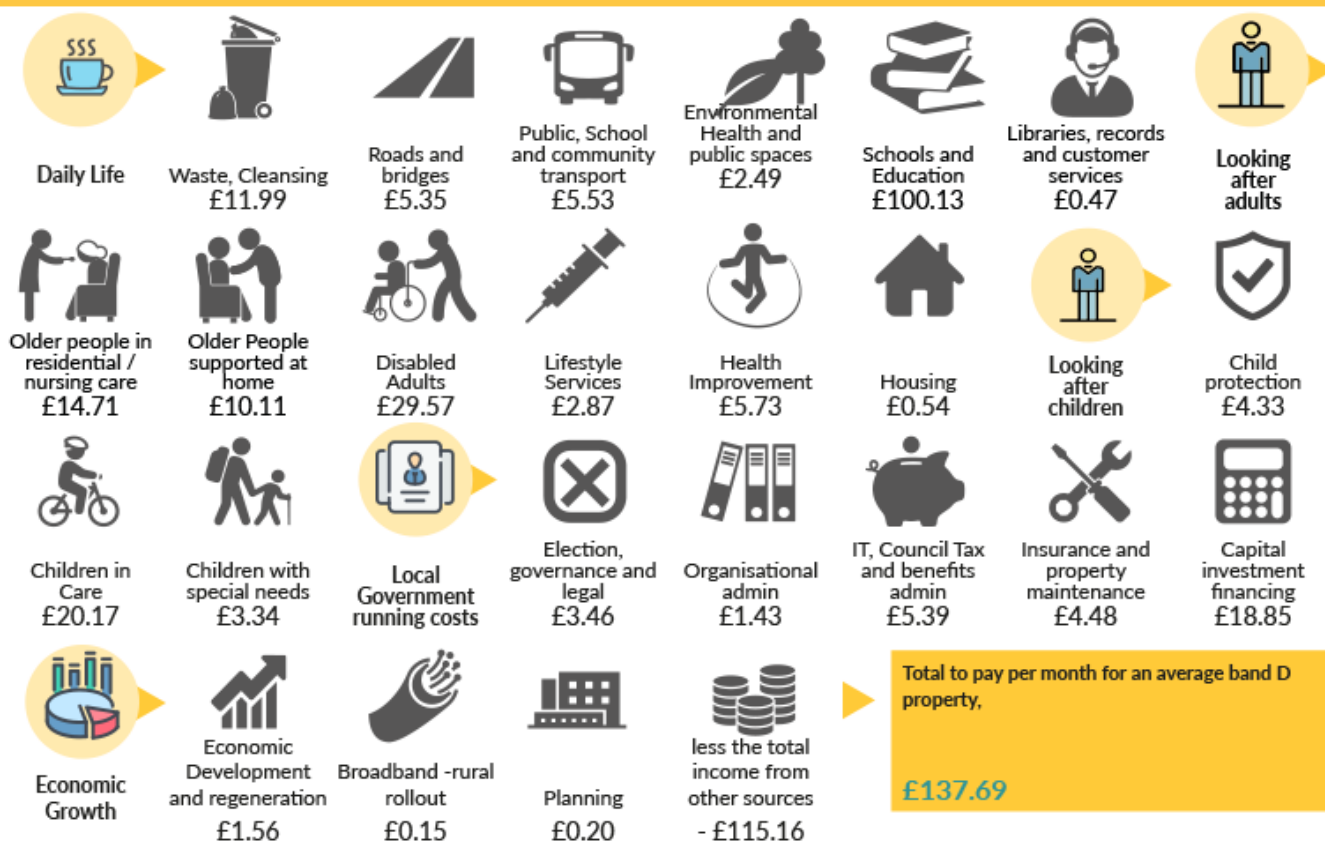 Daily Life
Waste, Cleansing
£11.99
Roads and
bridges
£5.35
Public, School
and community
transport
£5.53
Environmental
Health and
public spaces
£2.49
Schools and
Education
£100.13
Libraries, records
and customer
services
£0.47
Looking
after
adults
Older people in
residential /
nursing care
£14.71
Older People
supported at
home
£10.11
Disabled
Adults
£29.57
Lifestyle
Services
£2.87
Health
Improvement
£5.73
Housing
£0.54
Looking
after
children
Child
protection
£4.33
Children in
Care
£20.17
Children with
special needs
£3.34
Local
Government
running costs
Election,
governance and
legal
£3.46
Organisational
admin
£1.43
IT, Council Tax
and benefits
admin
£5.39
Insurance and
property
maintenance
£4.48
Capital
investment
financing
£18.85
Economic
Growth
Economic
Development
and regeneration
£1.56
Broadband -rural
rollout
£0.15
Planning
£0.20
less the total
income from
other sources
- £115.16
Total to pay per month for an average band D
property,
£137.69